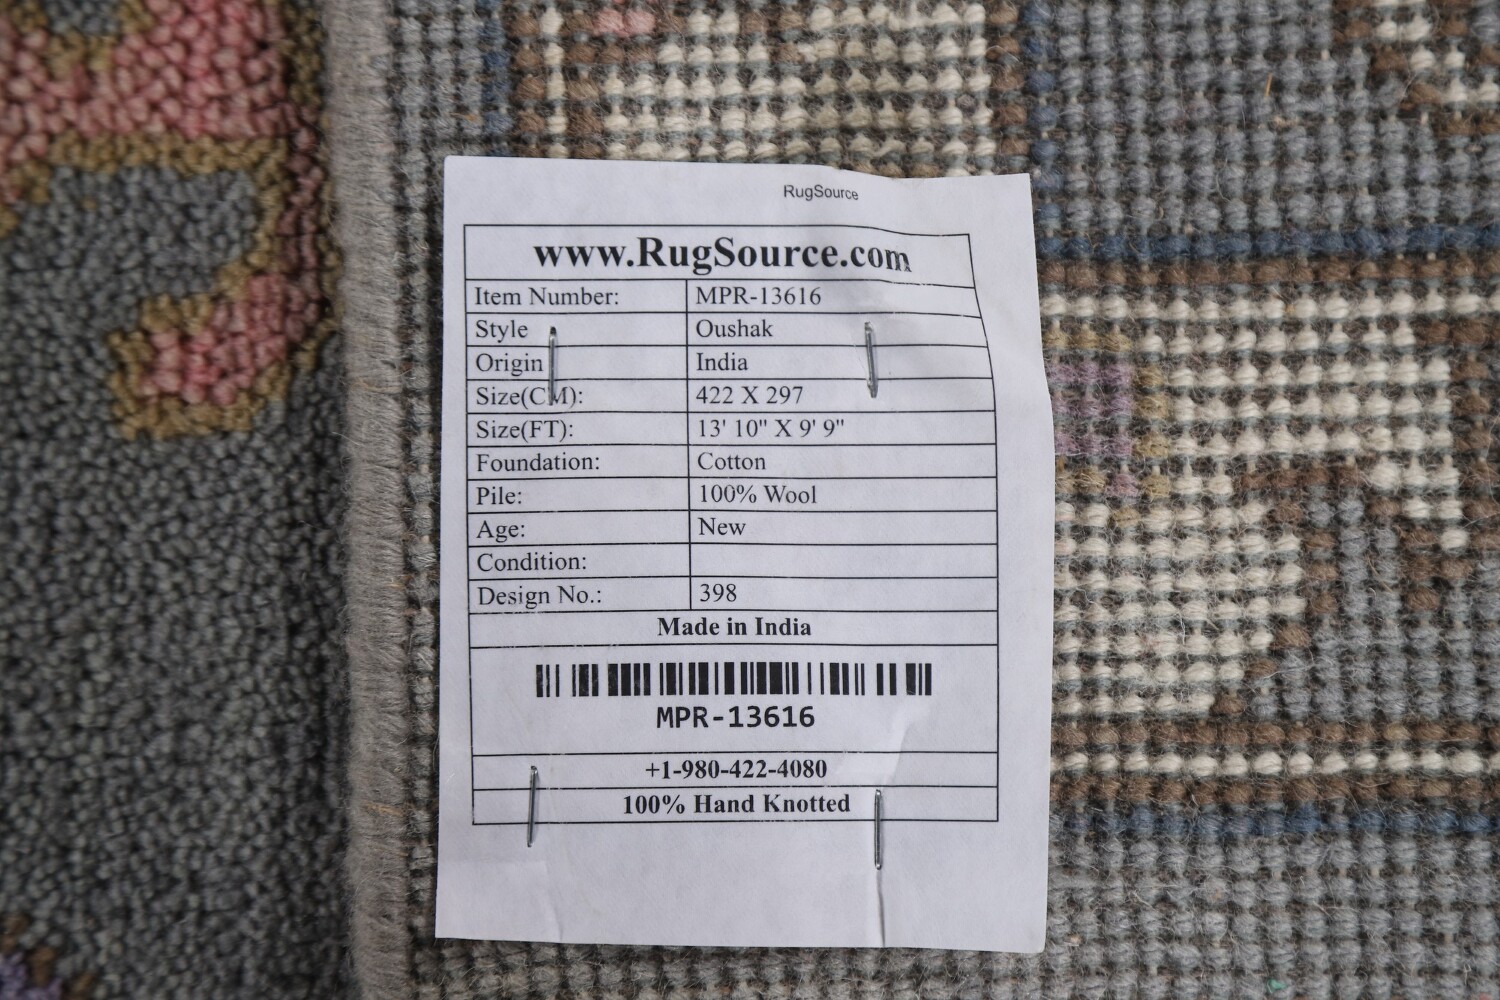 RugSource
www.RugSource.com
Item Number: MPR-13616
Style Oushak
Origin India
Size(CM): 422 X 297
Size(FT): 13' 10" X 9' 9"
Foundation: Cotton
Pile: 100% Wool
Age: New
Condition:
Design No.: 398
Made in India
MPR-13616
+1-980-422-4080
100% Hand Knotted